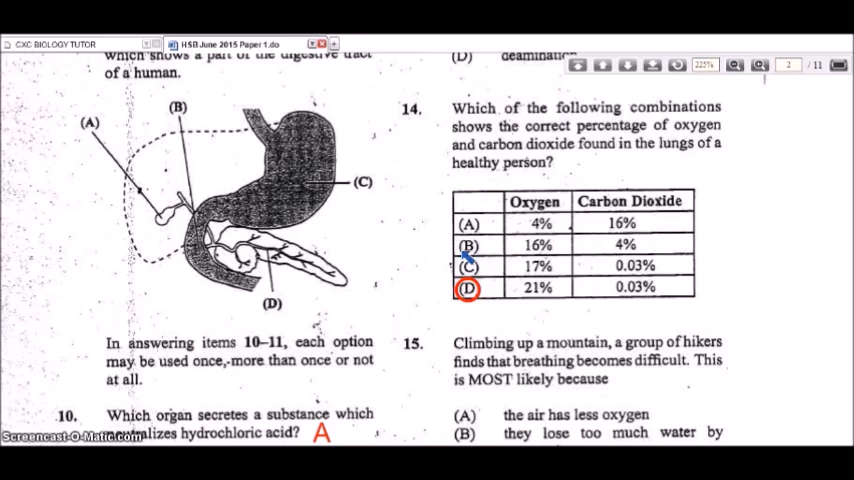 CXC BIOLOGY TUTOR
HSB June 2015 Paper 1.do
225%
2 / 11
which shows a part of the digestive tract
of a human.
(A)
(B)
(C)
(D)
In answering items 10–11, each option
may be used once, more than once or not
at all.
10. Which organ secretes a substance which
neutralizes hydrochloric acid? A
(D) deamination
14. Which of the following combinations
shows the correct percentage of oxygen
and carbon dioxide found in the lungs of a
healthy person?
Oxygen Carbon Dioxide
(A) 4% 16%
(B) 16% 4%
(C) 17% 0.03%
(D 21% 0.03%
15. Climbing up a mountain, a group of hikers
finds that breathing becomes difficult. This
is MOST likely because
(A) the air has less oxygen
(B) they lose too much water by
Screencast-O-Matic.com